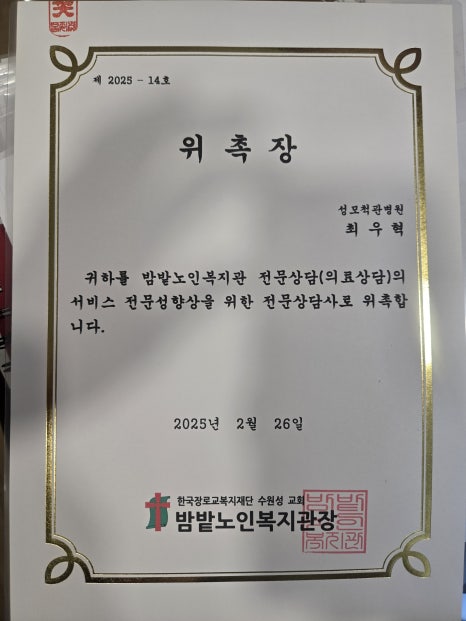 제 2025 - 14호
위 촉 장
성모척관병원
최 우 혁
귀하를 밤밭노인복지관 전문상담(의료상담)의
서비스 전문성향상을 위한 전문상담사로 위촉합
니다.
2025년 2월 26일
한국장로교복지재단 수원성 교회
밤밭노인복지관장